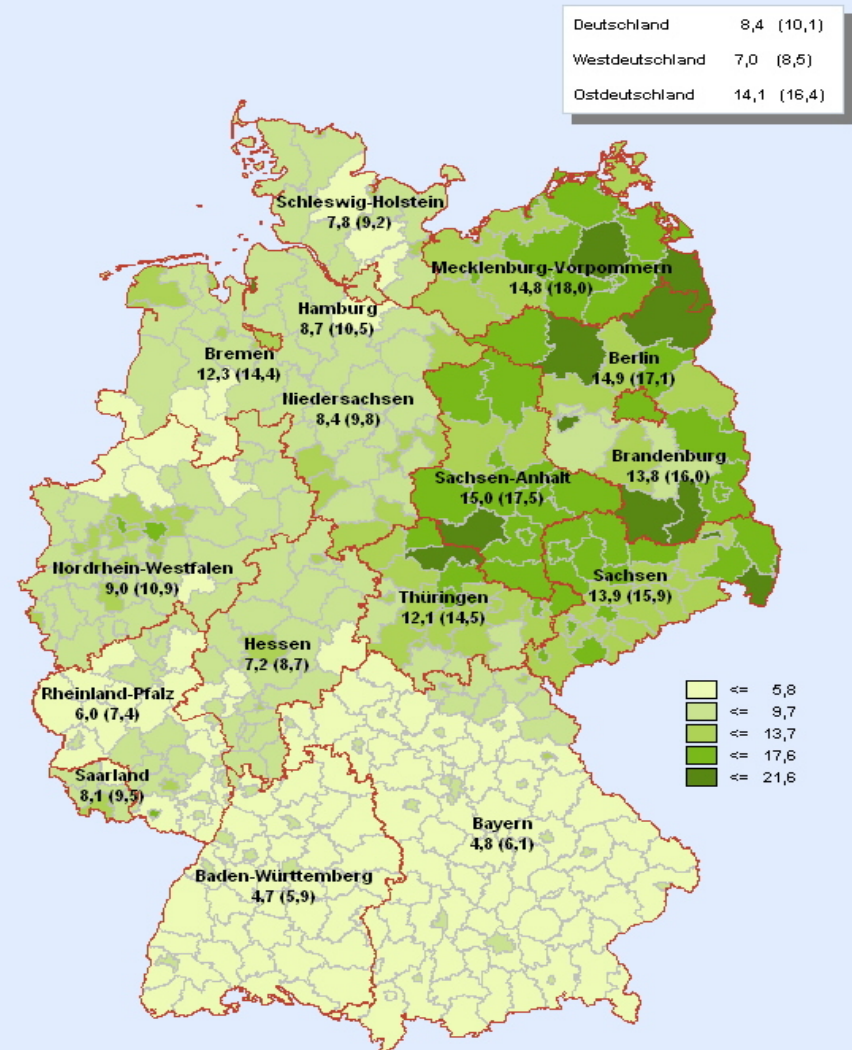 Deutschland 8,4 (10,1)
Westdeutschland 7,0 (8,5)
Ostdeutschland 14,1 (16,4)
Schleswig-Holstein
7,8 (9,2)
Mecklenburg-Vorpommern
14,8 (18,0)
Hamburg
8,7 (10,5)
Bremen
12,3 (14,4)
Berlin
14,9 (17,1)
Niedersachsen
8,4 (9,8)
Brandenburg
13,8 (16,0)
Sachsen-Anhalt
15,0 (17,5)
Nordrhein-Westfalen
9,0 (10,9)
Thüringen
12,1 (14,5)
Sachsen
13,9 (15,9)
Hessen
7,2 (8,7)
Rheinland-Pfalz
6,0 (7,4)
Saarland
8,1 (9,5)
<= 5,8
<= 9,7
<= 13,7
<= 17,6
<= 21,6
Bayern
4,8 (6,1)
Baden-Württemberg
4,7 (5,9)